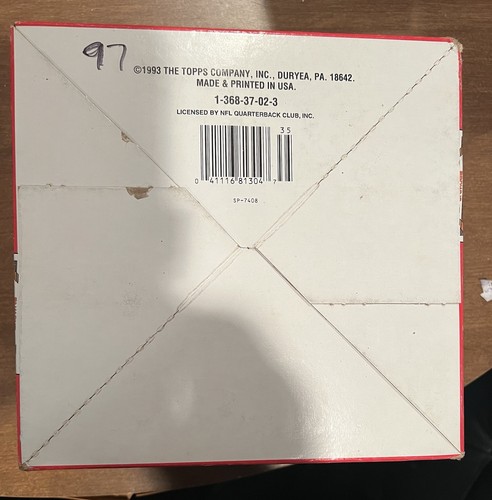 97
©1993 THE TOPPS COMPANY, INC., DURYEA, PA. 18642.
MADE & PRINTED IN USA.
1-368-37-02-3
LICENSED BY NFL QUARTERBACK CLUB, INC.
35
0 41116 81304 7
SP-7408